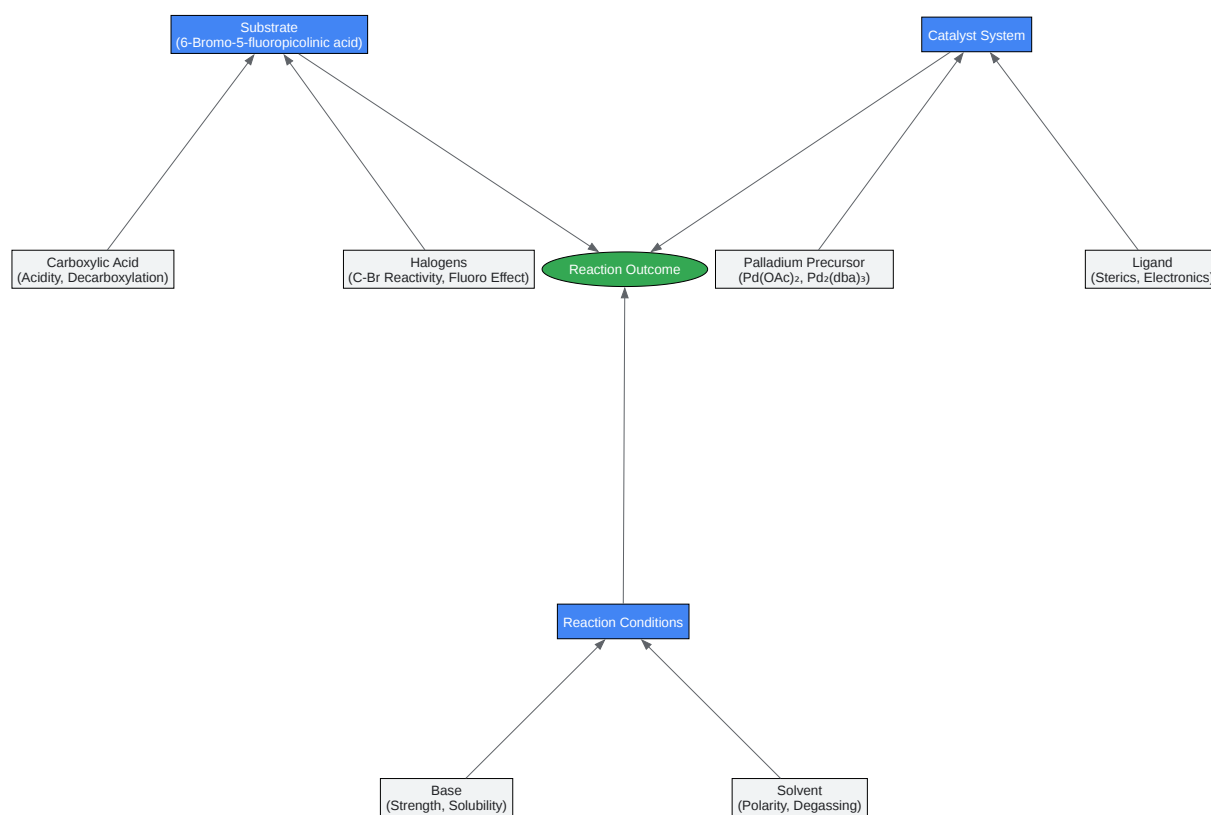 Substrate
(6-Bromo-5-fluoropicolinic acid)
Catalyst System
Carboxylic Acid
(Acidity, Decarboxylation)
Halogens
(C-Br Reactivity, Fluoro Effect)
Reaction Outcome
Palladium Precursor
(Pd(OAc)₂, Pd₂(dba)₃)
Ligand
(Sterics, Electronics)
Reaction Conditions
Base
(Strength, Solubility)
Solvent
(Polarity, Degassing)